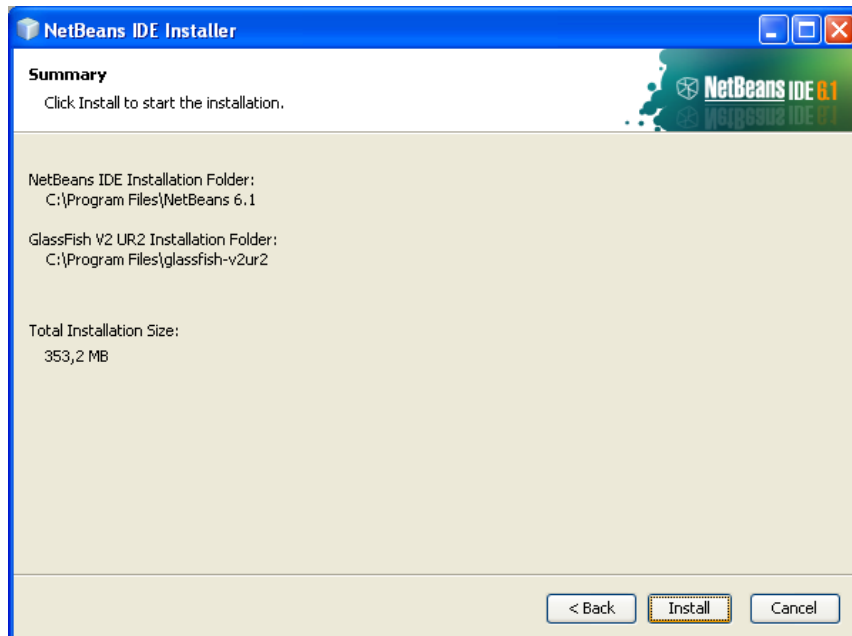 NetBeans IDE Installer
Summary
Click Install to start the installation.
NetBeans IDE 6.1
NetBeans IDE Installation Folder:
C:\Program Files\NetBeans 6.1
GlassFish V2 UR2 Installation Folder:
C:\Program Files\glassfish-v2ur2
Total Installation Size:
353,2 MB
< Back Install Cancel